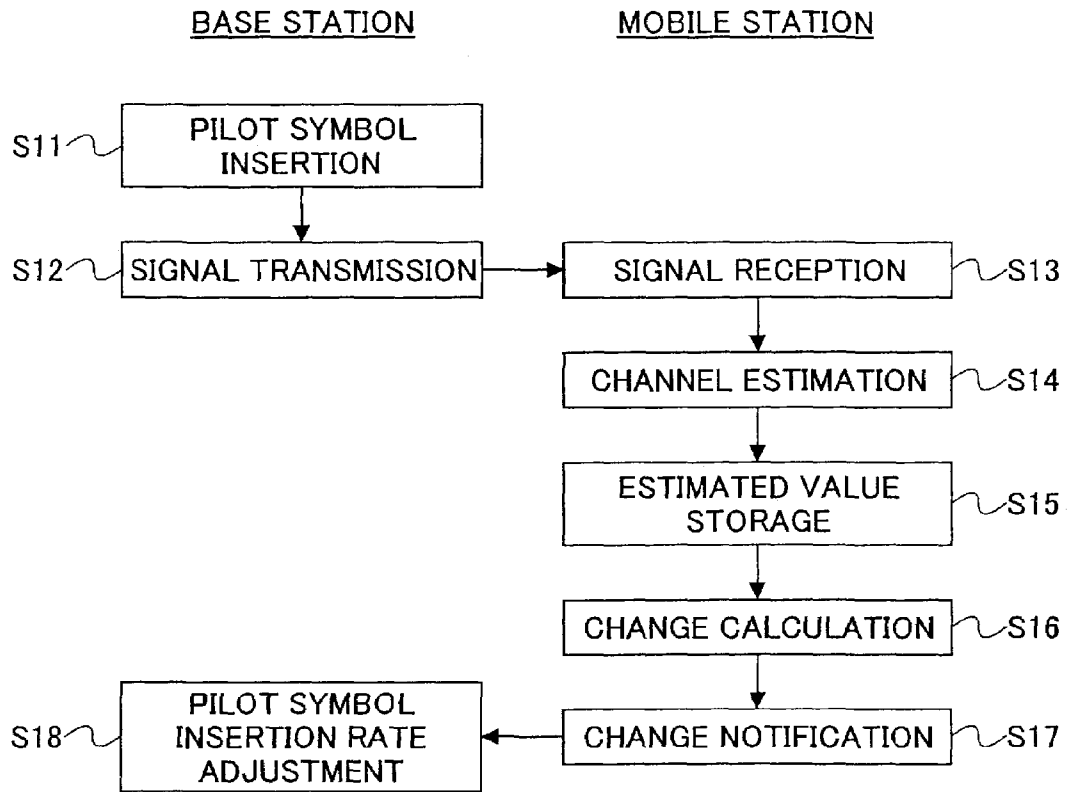 BASE STATION
MOBILE STATION
S11
PILOT SYMBOL
INSERTION
S12
SIGNAL TRANSMISSION
SIGNAL RECEPTION
S13
CHANNEL ESTIMATION
S14
ESTIMATED VALUE
STORAGE
S15
CHANGE CALCULATION
S16
S18
PILOT SYMBOL
INSERTION RATE
ADJUSTMENT
CHANGE NOTIFICATION
S17